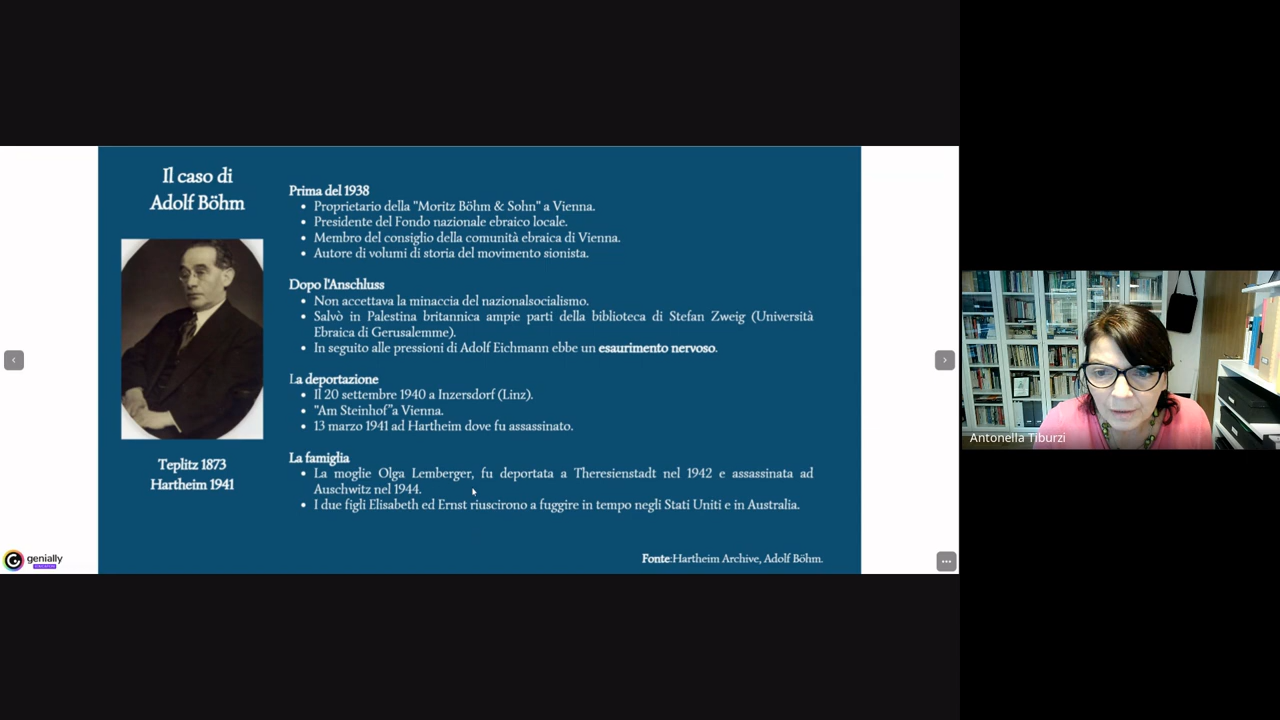 Il caso di
Adolf Böhm
Teplitz 1873
Hartheim 1941
Prima del 1938
• Proprietario della "Moritz Böhm & Sohn" a Vienna.
• Presidente del Fondo nazionale ebraico locale.
• Membro del consiglio della comunità ebraica di Vienna.
• Autore di volumi di storia del movimento sionista.
Dopo l'Anschluss
• Non accettava la minaccia del nazionalsocialismo.
• Salvò in Palestina britannica ampie parti della biblioteca di Stefan Zweig (Università
Ebraica di Gerusalemme).
• In seguito alle pressioni di Adolf Eichmann ebbe un esaurimento nervoso.
La deportazione
• Il 20 settembre 1940 a Inzersdorf (Linz).
• "Am Steinhof"a Vienna.
• 13 marzo 1941 ad Hartheim dove fu assassinato.
La famiglia
• La moglie Olga Lemberger, fu deportata a Theresienstadt nel 1942 e assassinata ad
Auschwitz nel 1944.
• I due figli Elisabeth ed Ernst riuscirono a fuggire in tempo negli Stati Uniti e in Australia.
Fonte:Hartheim Archive, Adolf Böhm.
genially
Antonella Tiburzi